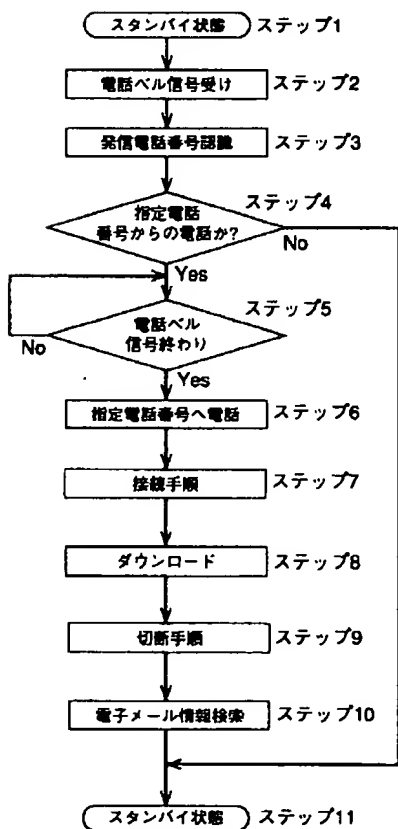 スタンバイ状態 ステップ1
電話ベル信号受け ステップ2
発信電話番号認識 ステップ3
ステップ4
指定電話
番号からの電話か?
No
Yes
ステップ5
電話ベル
信号終わり
No
Yes
指定電話番号へ電話 ステップ6
接続手順 ステップ7
ダウンロード ステップ8
切断手順 ステップ9
電子メール情報検索 ステップ10
スタンバイ状態 ステップ11